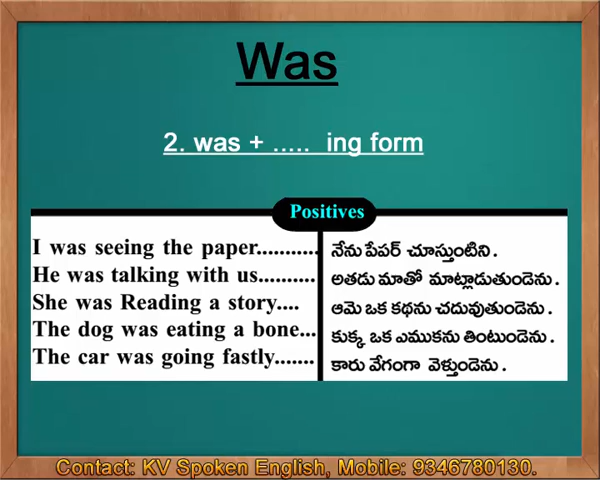 Was
2. was + ..... ing form
Positives
I was seeing the paper...........
నేను పేపర్ చూస్తుంటిని.
He was talking with us..........
అతడు మాతో మాట్లాడుతుండెను.
She was Reading a story....
ఆమె ఒక కథను చదువుతుండెను.
The dog was eating a bone...
కుక్క ఒక ఎముకను తింటుండెను.
The car was going fastly.......
కారు వేగంగా వెళ్తుండెను.
Contact: KV Spoken English, Mobile: 9346780130.